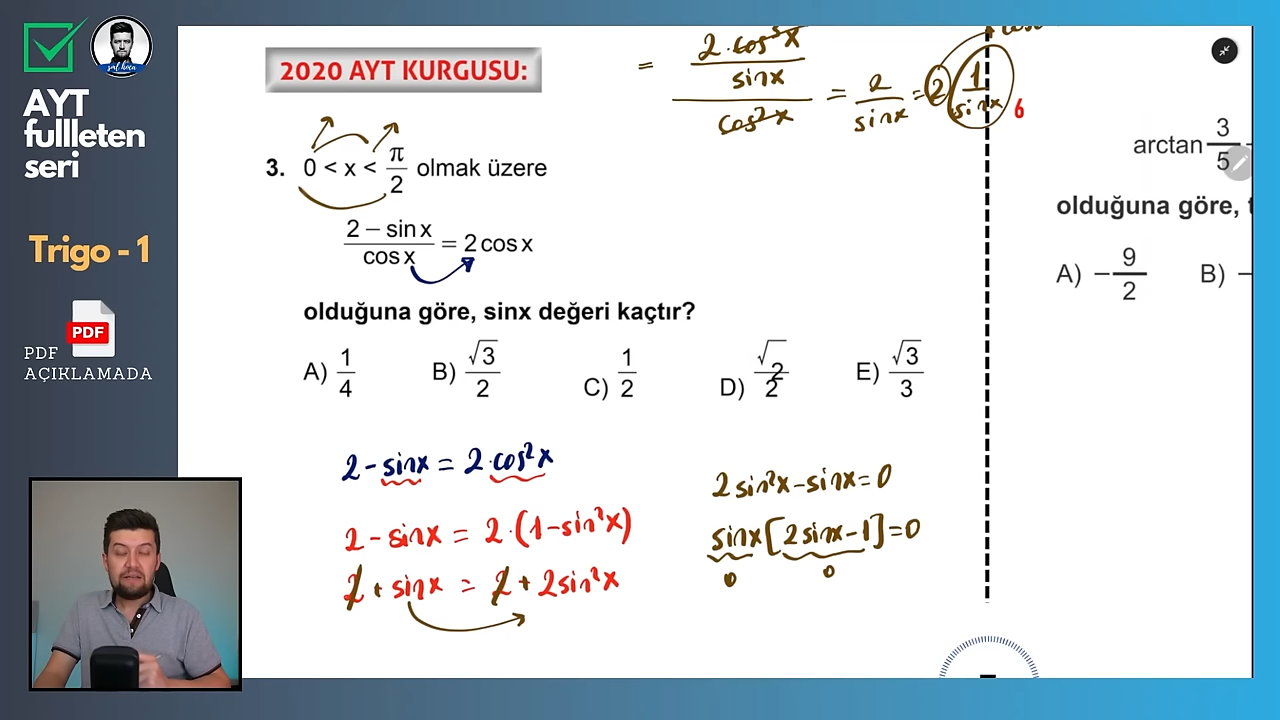 AYT
fullleten
seri
Trigo - 1
PDF
PDF
AÇIKLAMADA
2020 AYT KURGUSU:
= (2·cos²x / sinx) / cos²x = 2/sinx = 2 · 1/sinx
6
3. 0 < x < π/2 olmak üzere
(2 − sinx)/cosx = 2cosx
olduğuna göre, sinx değeri kaçtır?
A) 1/4 B) √3/2 C) 1/2 D) √2/2 E) √3/3
2-sinx = 2·cos²x
2-sinx = 2·(1-sin²x)
2+sinx = 2+2sin²x
2sin²x-sinx=0
sinx[2sinx-1]=0
0 0
arctan 3/5 -
olduğuna göre, t
A) −9/2 B) −